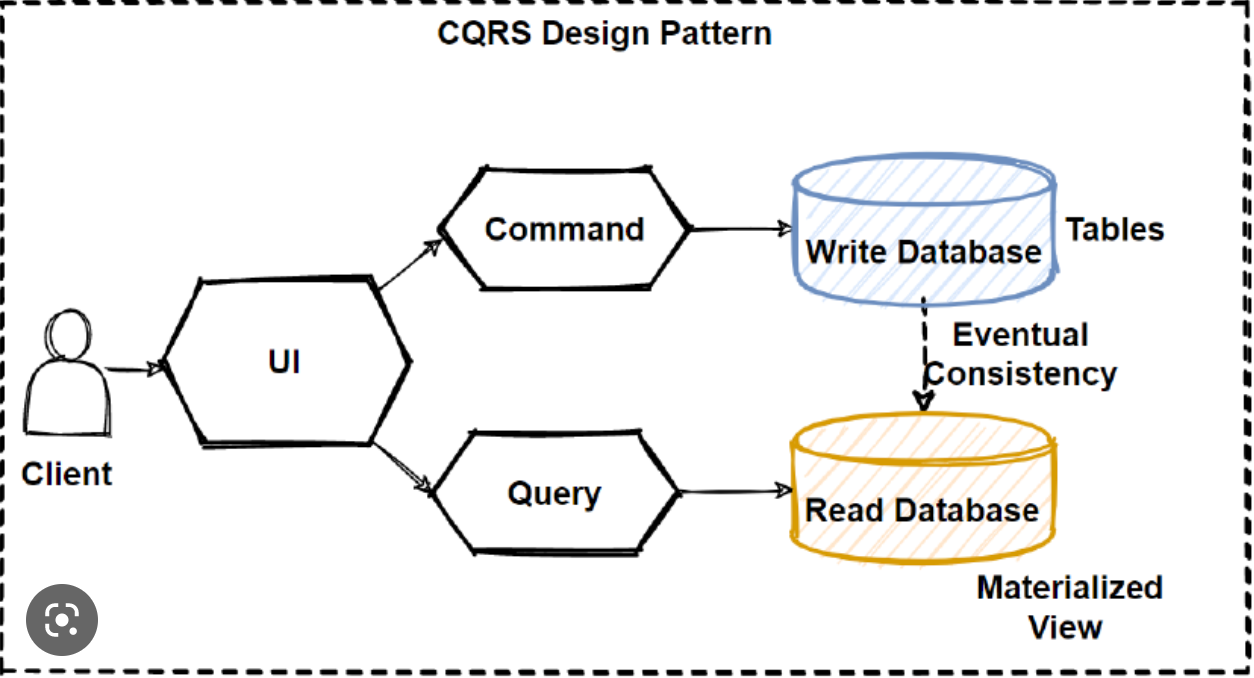 CQRS Design Pattern
Command
Write Database
Tables
UI
Eventual
Consistency
Client
Query
Read Database
Materialized
View